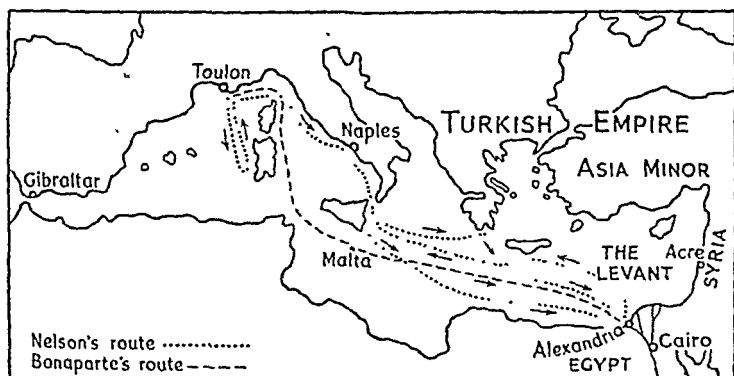 Toulon
Naples
TURKISH EMPIRE
ASIA MINOR
Gibraltar
Malta
THE
LEVANT
Acre
SYRIA
Alexandria
EGYPT
Cairo
Nelson's route
Bonaparte's route